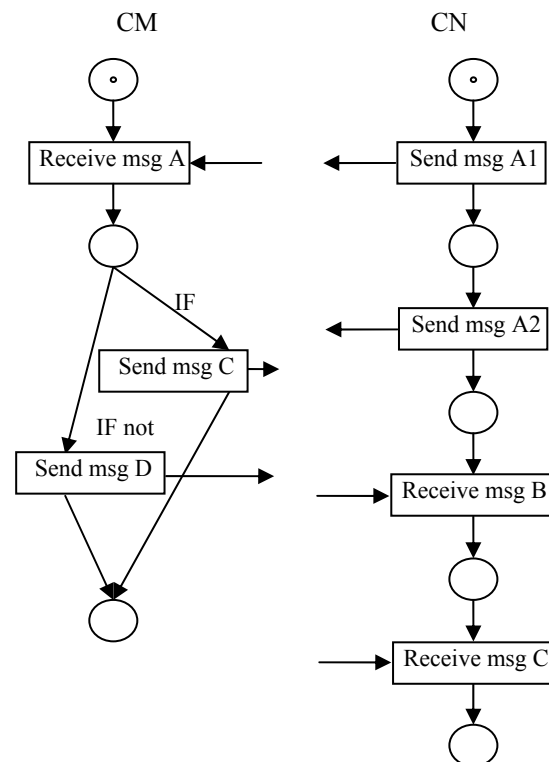 CM
CN
Receive msg A
Send msg A1
IF
Send msg A2
Send msg C
IF not
Send msg D
Receive msg B
Receive msg C